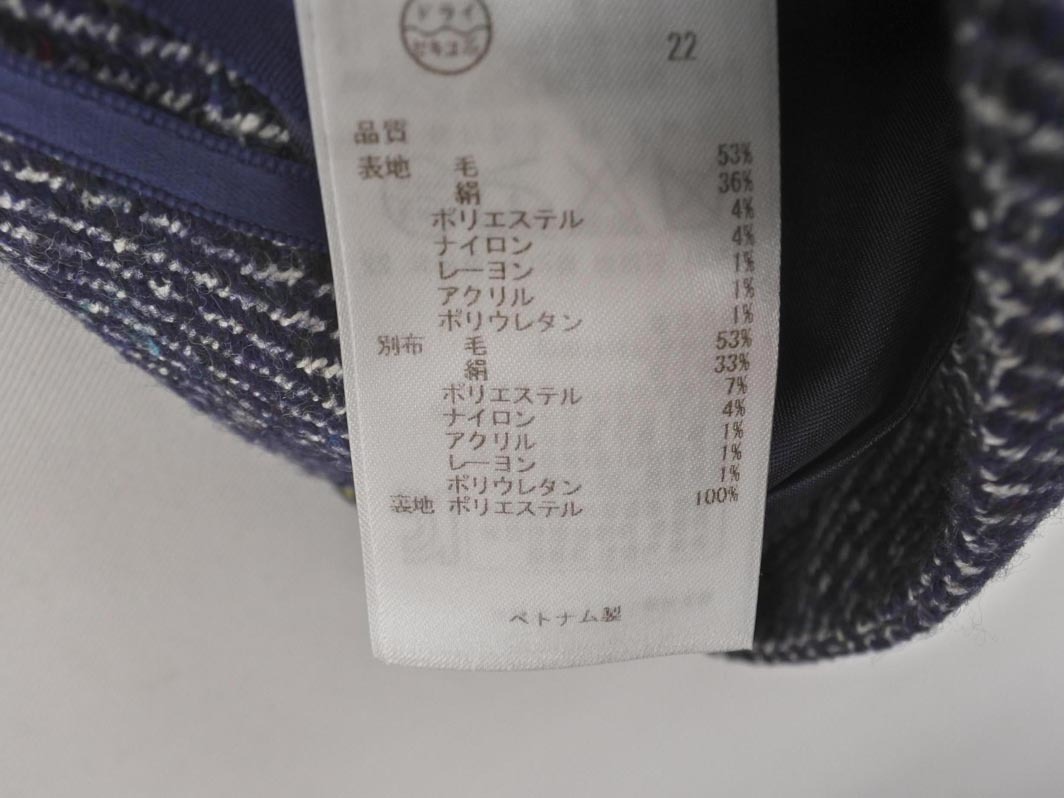 ドライ
セキユ系
22
品質
表地 毛 53%
絹 36%
ポリエステル 4%
ナイロン 4%
レーヨン 1%
アクリル 1%
ポリウレタン 1%
別布 毛 53%
絹 33%
ポリエステル 7%
ナイロン 4%
アクリル 1%
レーヨン 1%
ポリウレタン 1%
裏地 ポリエステル 100%
ベトナム製